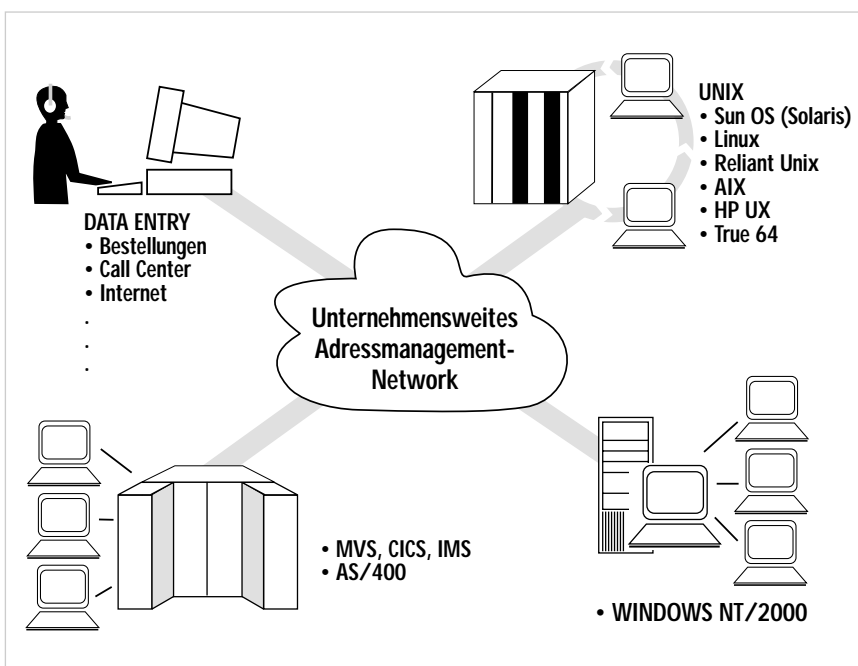 DATA ENTRY
• Bestellungen
• Call Center
• Internet
.
.
.
UNIX
• Sun OS (Solaris)
• Linux
• Reliant Unix
• AIX
• HP UX
• True 64
Unternehmensweites
Adressmanagement-
Network
• MVS, CICS, IMS
• AS/400
• WINDOWS NT/2000